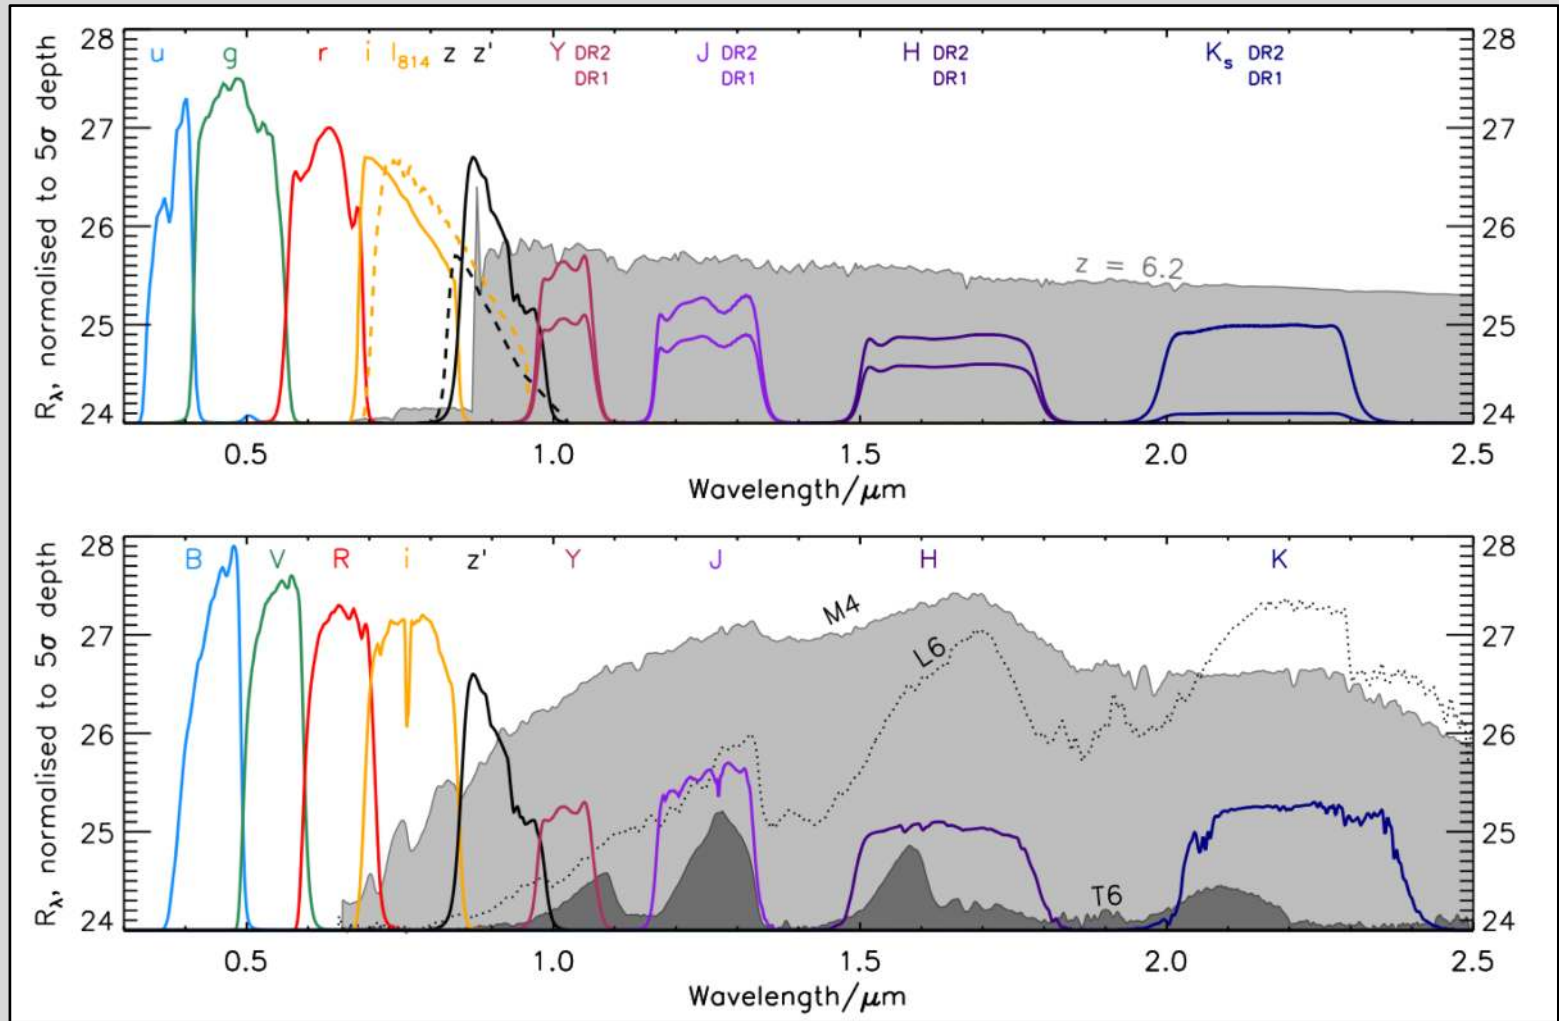 28 u g r i I814 z z' Y DR2 J DR2 H DR2 Ks DR2 28
DR1 DR1 DR1 DR1
27 27
26 26
z = 6.2
25 25
24 24
Rλ, normalised to 5σ depth
0.5 1.0 1.5 2.0 2.5
Wavelength/μm
28 B V R i z' Y J H K 28
M4
27 27
L6
26 26
25 25
T6
24 24
Rλ, normalised to 5σ depth
0.5 1.0 1.5 2.0 2.5
Wavelength/μm